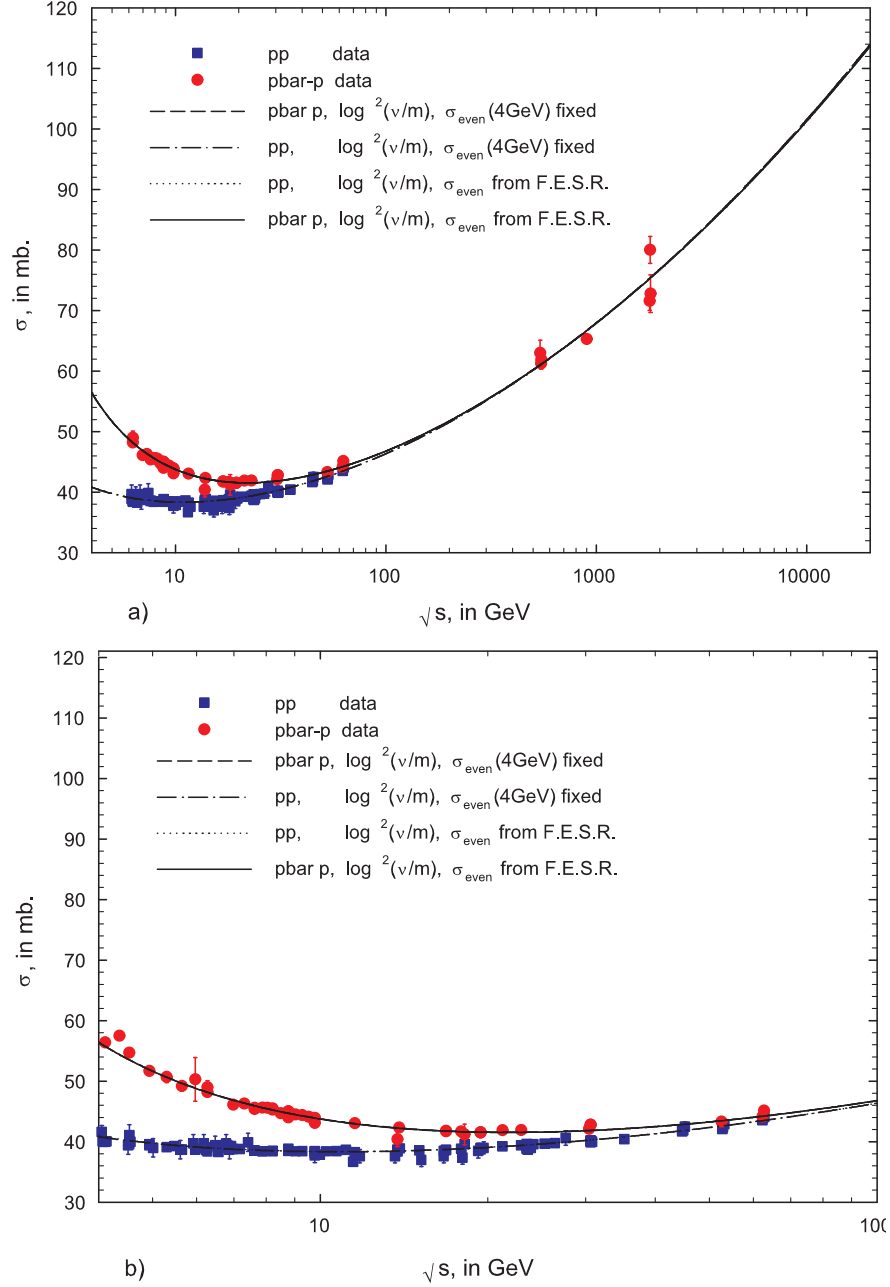 120
110
100
90
80
70
60
50
40
30
σ, in mb.
pp data
pbar-p data
pbar p, log ²(ν/m), σeven(4GeV) fixed
pp, log ²(ν/m), σeven(4GeV) fixed
pp, log ²(ν/m), σeven from F.E.S.R.
pbar p, log ²(ν/m), σeven from F.E.S.R.
10 100 1000 10000
a) √s, in GeV
120
110
100
90
80
70
60
50
40
30
σ, in mb.
pp data
pbar-p data
pbar p, log ²(ν/m), σeven(4GeV) fixed
pp, log ²(ν/m), σeven(4GeV) fixed
pp, log ²(ν/m), σeven from F.E.S.R.
pbar p, log ²(ν/m), σeven from F.E.S.R.
10 100
b) √s, in GeV